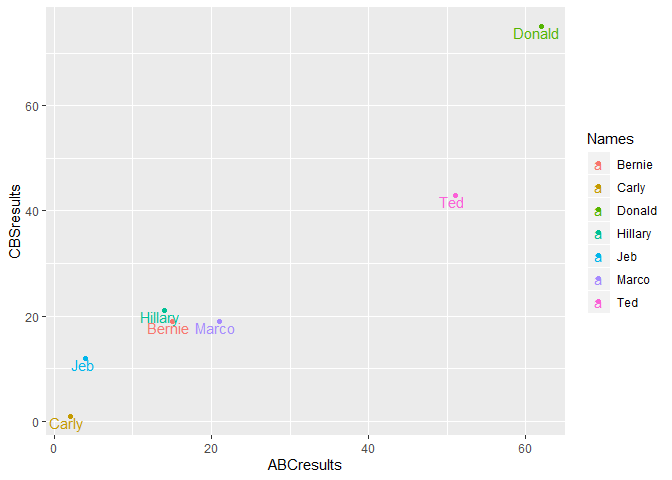 Donald
60
Names
Bernie
Carly
Donald
Hillary
Jeb
Marco
Ted
a
a
a
a
a
a
a
CBSresults
40
Ted
20
Hillary
Bernie
Marco
Jeb
0
Carly
0
20
40
60
ABCresults